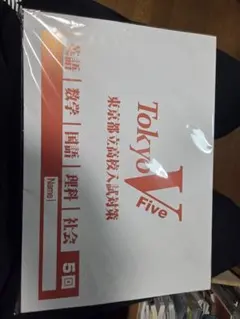 Tokyo V
Five
東京都立高校入試対策
英語 | 数学 | 国語 | 理科 | 社会 5回
Name